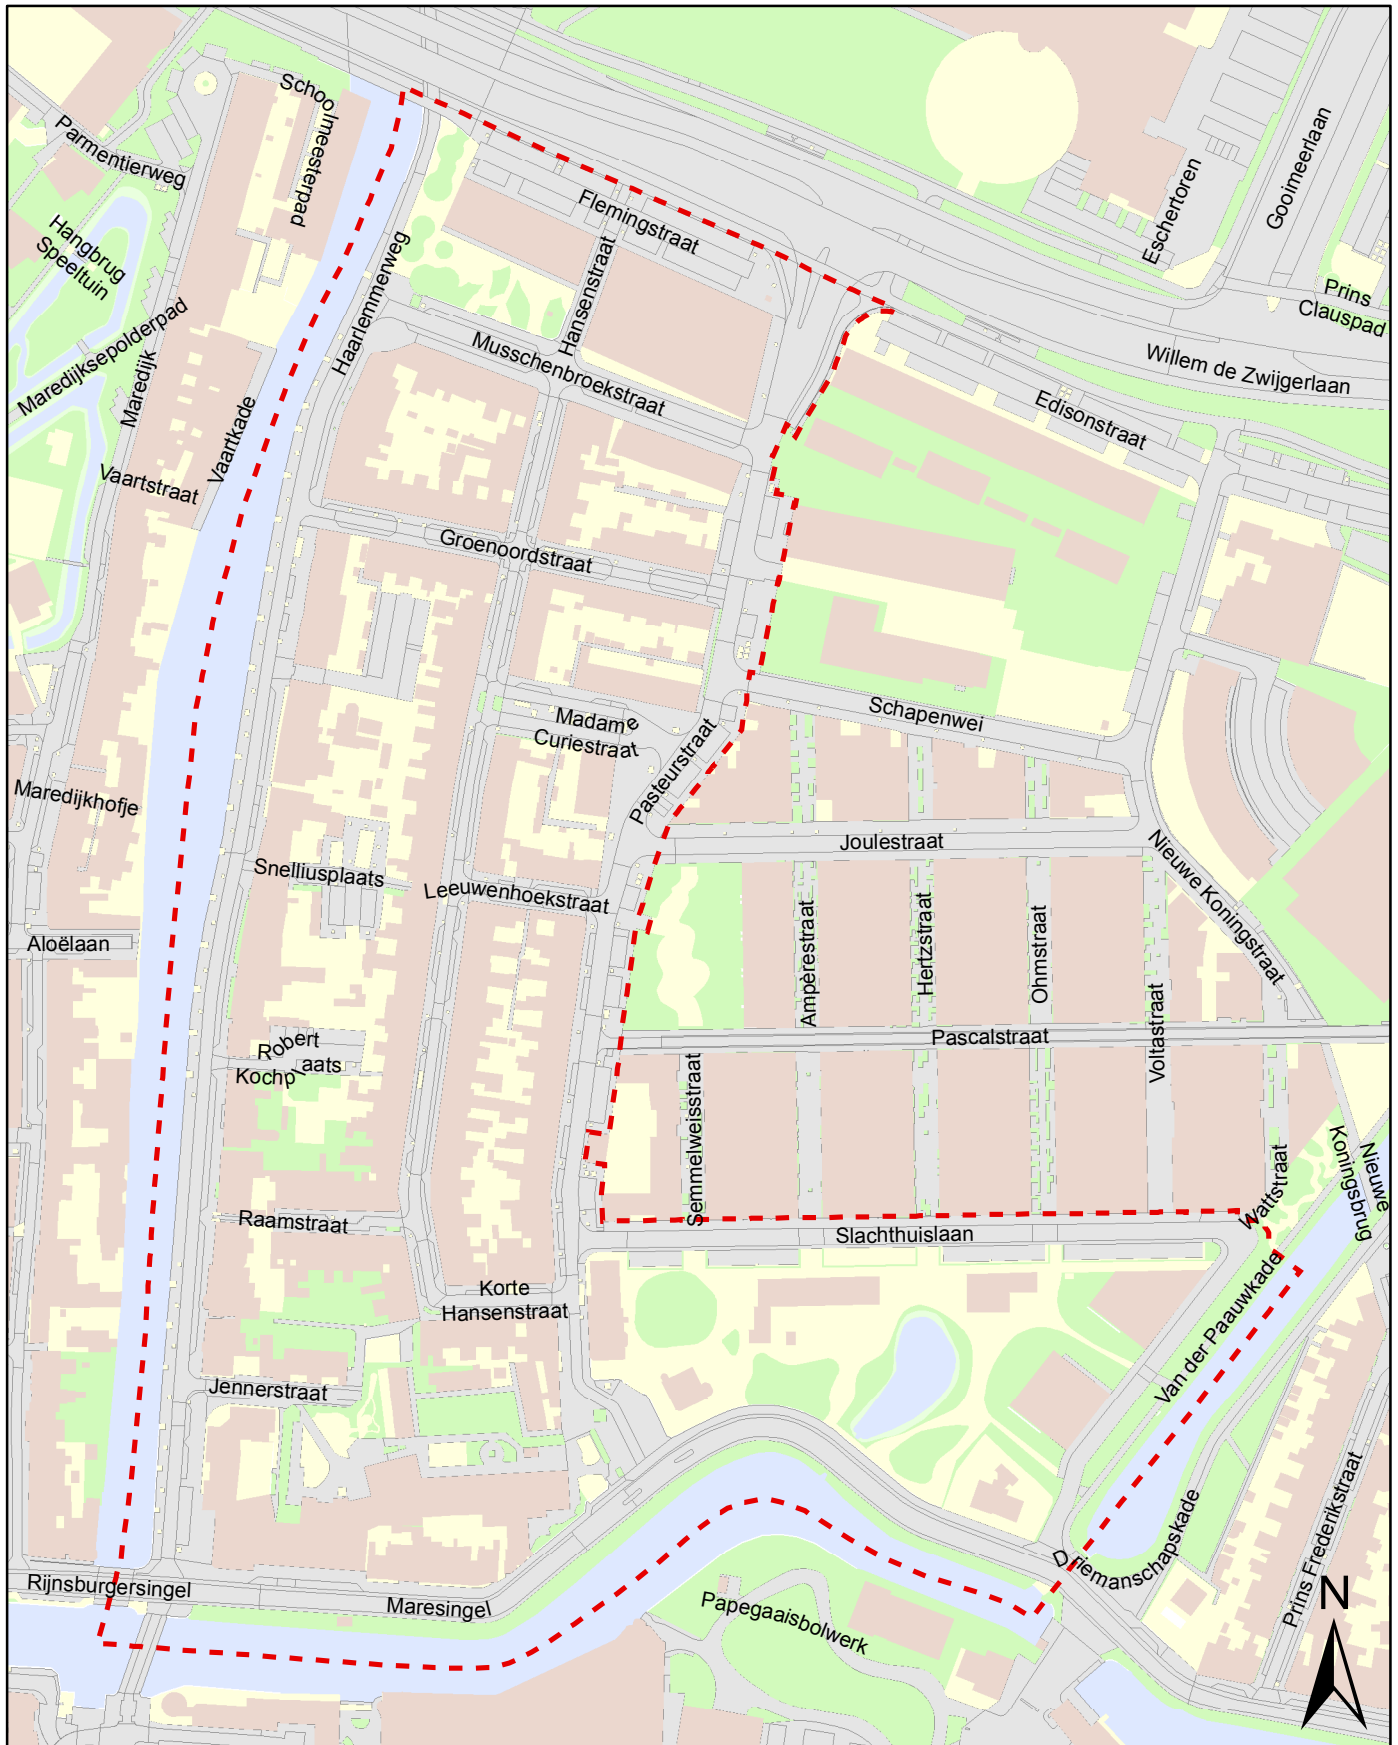 Schoolmeesterpad
Parmentierweg
Hangbrug
Speeltuin
Maredijksepolderpad
Maredijk
Vaartkade
Vaartstraat
Haarlemmerweg
Flemingstraat
Hansenstraat
Musschenbroekstraat
Eschertoren
Gooimeerlaan
Prins
Clauspad
Willem de Zwijgerlaan
Edisonstraat
Groenoordstraat
Madame
Curiestraat
Pasteurstraat
Schapenwei
Maredijkhofje
Joulestraat
Nieuwe Koningstraat
Snelliusplaats
Leeuwenhoekstraat
Aloëlaan
Ampèrestraat
Hertzstraat
Ohmstraat
Voltastraat
Pascalstraat
Robert
Kochplaats
Semmelweisstraat
Wattstraat
Nieuwe
Koningsbrug
Raamstraat
Slachthuislaan
Korte
Hansenstraat
Van der Paauwkade
Jennerstraat
Prins Frederikstraat
Driemanschapskade
Rijnsburgersingel
Maresingel
Papegaaisbolwerk
N